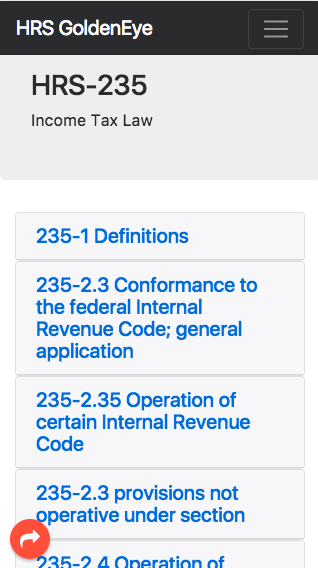 HRS GoldenEye
HRS-235
Income Tax Law
235-1 Definitions
235-2.3 Conformance to
the federal Internal
Revenue Code; general
application
235-2.35 Operation of
certain Internal Revenue
Code
235-2.3 provisions not
operative under section
235-2.4 Operation of